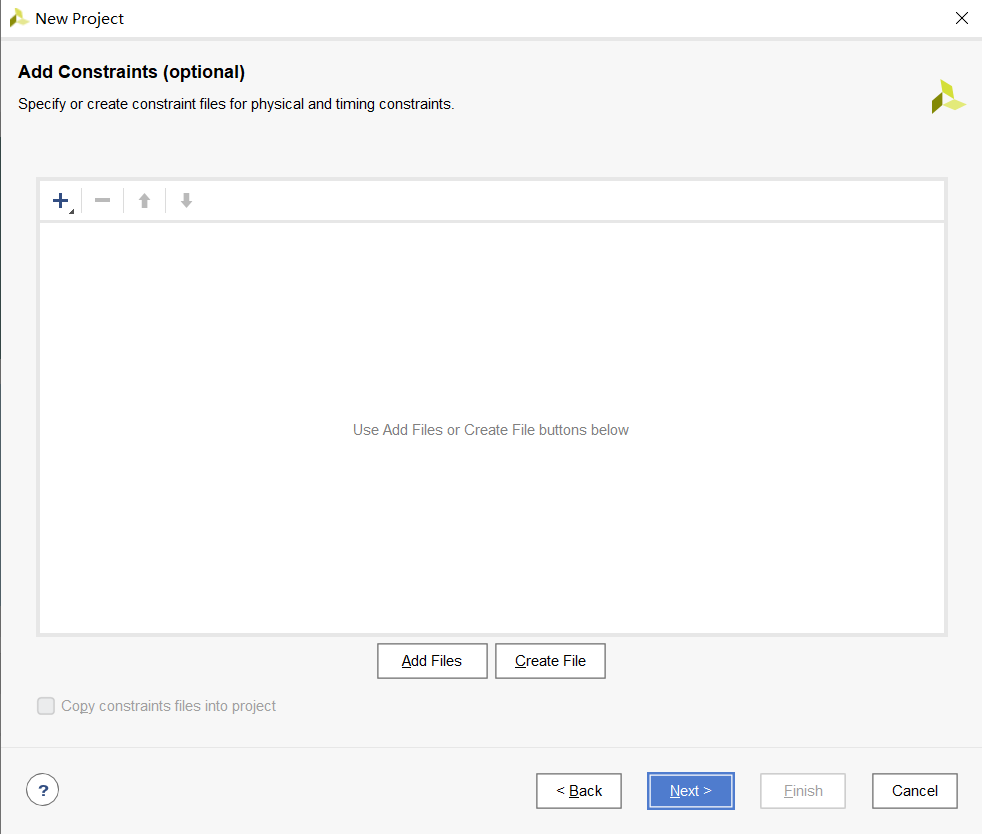 New Project
Add Constraints (optional)
Specify or create constraint files for physical and timing constraints.
Use Add Files or Create File buttons below
Add Files
Create File
Copy constraints files into project
?
< Back
Next >
Finish
Cancel